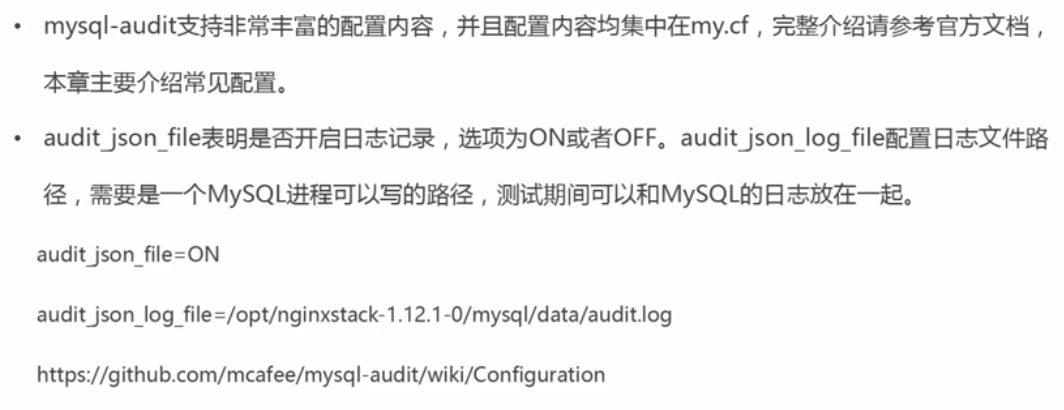 • mysql-audit支持非常丰富的配置内容，并且配置内容均集中在my.cf，完整介绍请参考官方文档，
本章主要介绍常见配置。
• audit_json_file表明是否开启日志记录，选项为ON或者OFF。audit_json_log_file配置日志文件路
径，需要是一个MySQL进程可以写的路径，测试期间可以和MySQL的日志放在一起。
audit_json_file=ON
audit_json_log_file=/opt/nginxstack-1.12.1-0/mysql/data/audit.log
https://github.com/mcafee/mysql-audit/wiki/Configuration